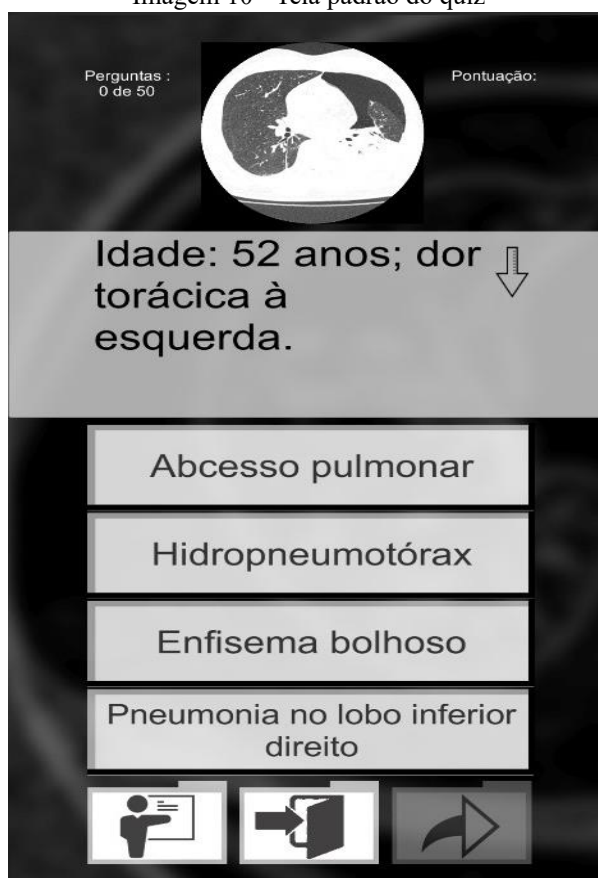 Imagem 10 - Tela padrão do quiz
Perguntas :
0 de 50
Pontuação:
Idade: 52 anos; dor
torácica à
esquerda.
Abcesso pulmonar
Hidropneumotórax
Enfisema bolhoso
Pneumonia no lobo inferior
direito